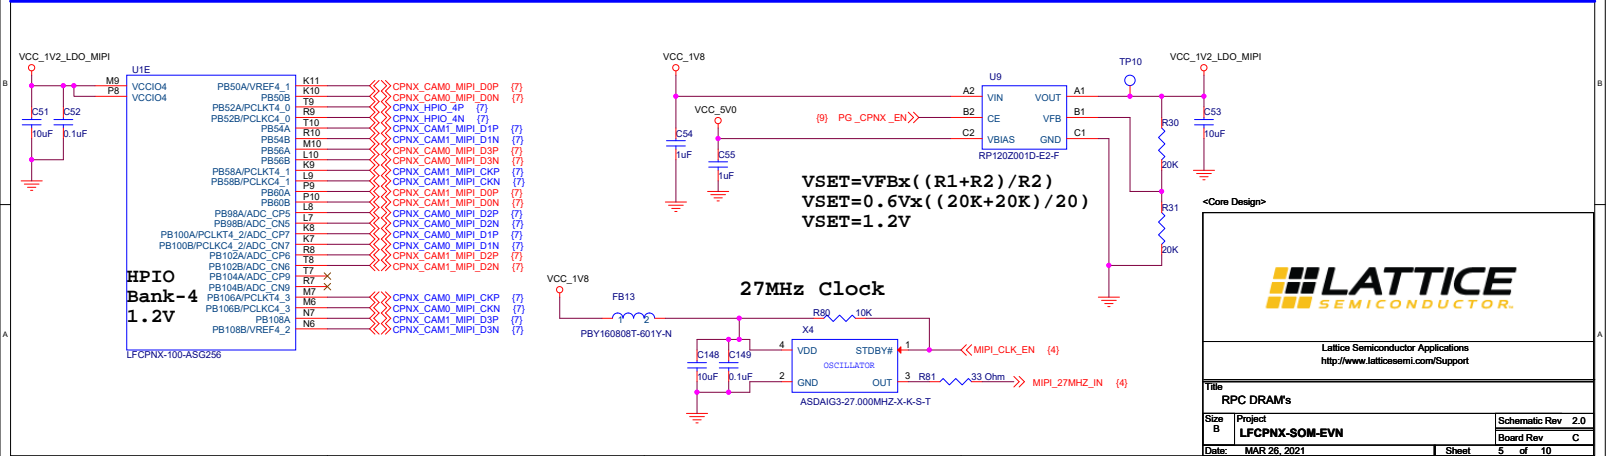 B
B
A
A
VCC_1V2_LDO_MIPI
U1E
M9 VCCIO4
P8 VCCIO4
C51
10uF
C52
0.1uF
PB50A/VREF4_1 K11 CPNX_CAM0_MIPI_D0P {7}
PB50B K10 CPNX_CAM0_MIPI_D0N {7}
PB52A/PCLKT4_0 T9 CPNX_HPIO_4P {7}
PB52B/PCLKC4_0 R9 CPNX_HPIO_4N {7}
PB54A T10 CPNX_CAM1_MIPI_D1P {7}
PB54B R10 CPNX_CAM1_MIPI_D1N {7}
PB56A M10 CPNX_CAM0_MIPI_D3P {7}
PB56B L10 CPNX_CAM0_MIPI_D3N {7}
PB58A/PCLKT4_1 K9 CPNX_CAM1_MIPI_CKP {7}
PB58B/PCLKC4_1 L9 CPNX_CAM1_MIPI_CKN {7}
PB60A P9 CPNX_CAM1_MIPI_D0P {7}
PB60B P10 CPNX_CAM1_MIPI_D0N {7}
PB98A/ADC_CP5 L8 CPNX_CAM0_MIPI_D2P {7}
PB98B/ADC_CN5 L7 CPNX_CAM0_MIPI_D2N {7}
PB100A/PCLKT4_2/ADC_CP7 K8 CPNX_CAM0_MIPI_D1P {7}
PB100B/PCLKC4_2/ADC_CN7 K7 CPNX_CAM0_MIPI_D1N {7}
PB102A/ADC_CP6 R8 CPNX_CAM1_MIPI_D2P {7}
PB102B/ADC_CN6 T8 CPNX_CAM1_MIPI_D2N {7}
PB104A/ADC_CP9 T7
PB104B/ADC_CN9 R7
PB106A/PCLKT4_3 M7 CPNX_CAM0_MIPI_CKP {7}
PB106B/PCLKC4_3 M6 CPNX_CAM0_MIPI_CKN {7}
PB108A N7 CPNX_CAM1_MIPI_D3P {7}
PB108B/VREF4_2 N6 CPNX_CAM1_MIPI_D3N {7}
HPIO
Bank-4
1.2V
LFCPNX-100-ASG256
VCC_1V8
VCC_5V0
{9} PG_CPNX_EN
C54
1uF
C55
1uF
U9
A2 VIN VOUT A1
B2 CE VFB B1
C2 VBIAS GND C1
RP120Z001D-E2-F
TP10
VCC_1V2_LDO_MIPI
R30
20K
C53
10uF
R31
20K
VSET=VFBx((R1+R2)/R2)
VSET=0.6Vx((20K+20K)/20)
VSET=1.2V
27MHz Clock
VCC_1V8
FB13
1 2
PBY160808T-601Y-N
C148
10uF
C149
0.1uF
R80 10K
X4
4 VDD STDBY# 1
OSCILLATOR
2 GND OUT 3
ASDAIG3-27.000MHZ-X-K-S-T
MIPI_CLK_EN {4}
R81 33 Ohm
MIPI_27MHZ_IN {4}
<Core Design>
LATTICE
SEMICONDUCTOR.
Lattice Semiconductor Applications
http://www.latticesemi.com/Support
Title
RPC DRAM's
Size
B
Project
LFCPNX-SOM-EVN
Schematic Rev 2.0
Board Rev C
Date: MAR 26, 2021
Sheet 5 of 10